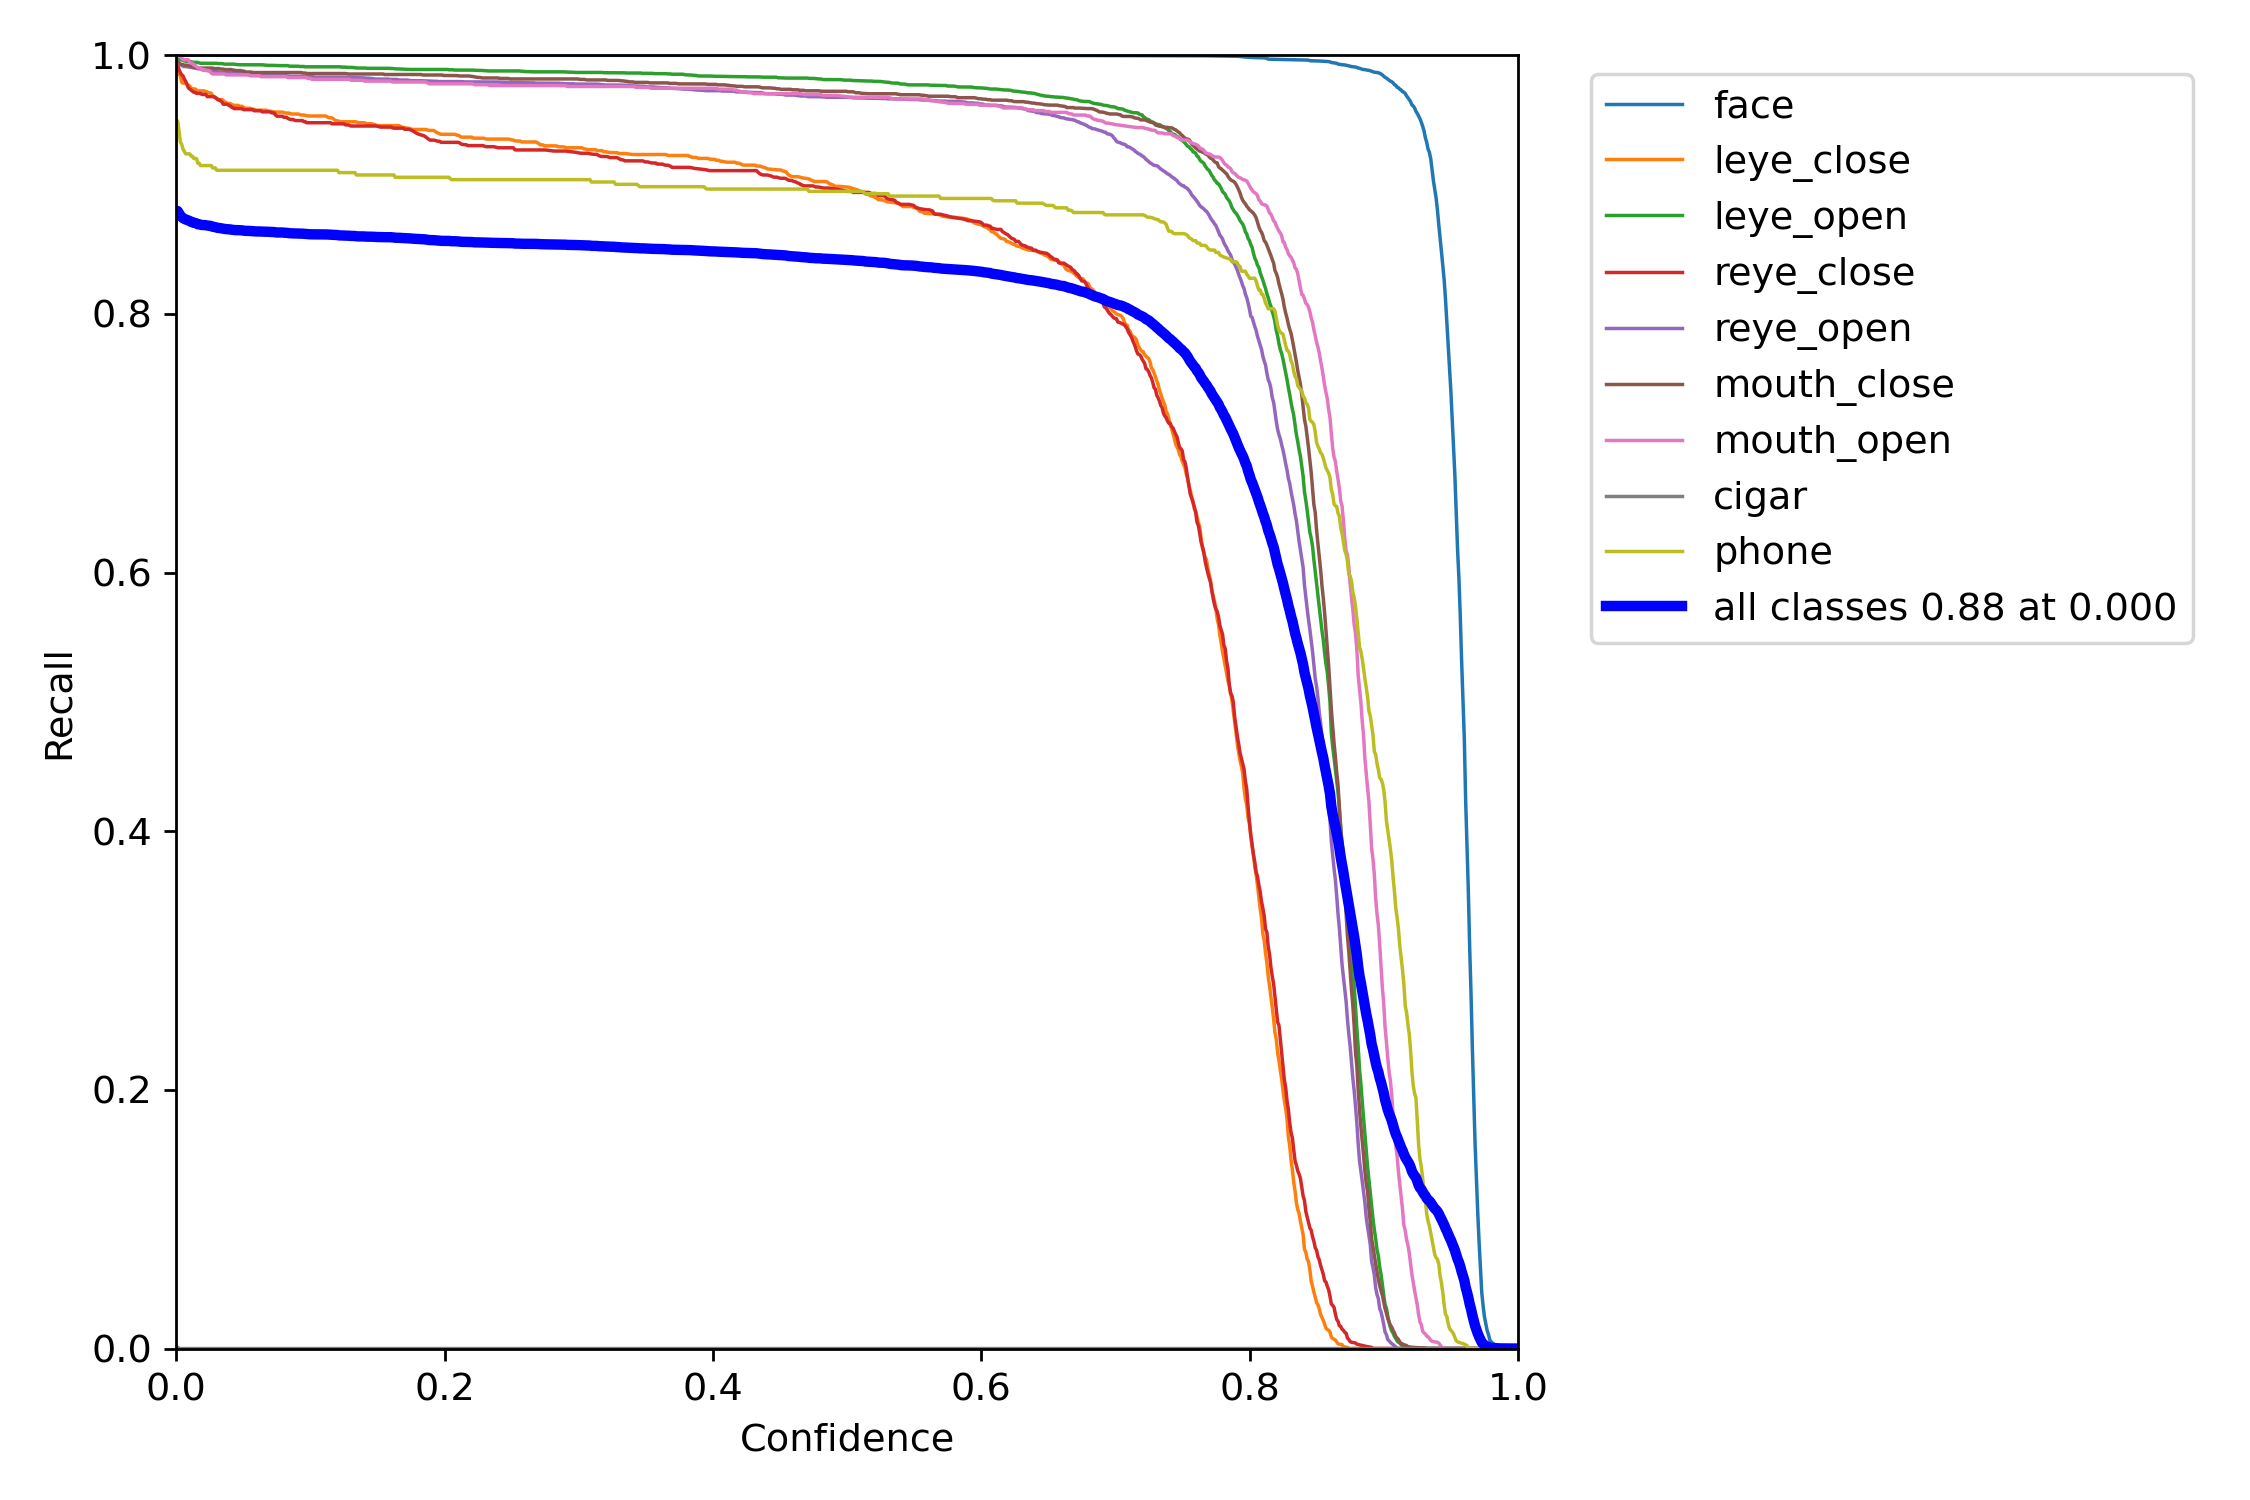 1.0
0.8
0.6
0.4
0.2
0.0
Recall
0.0 0.2 0.4 0.6 0.8 1.0
Confidence
face
leye_close
leye_open
reye_close
reye_open
mouth_close
mouth_open
cigar
phone
all classes 0.88 at 0.000